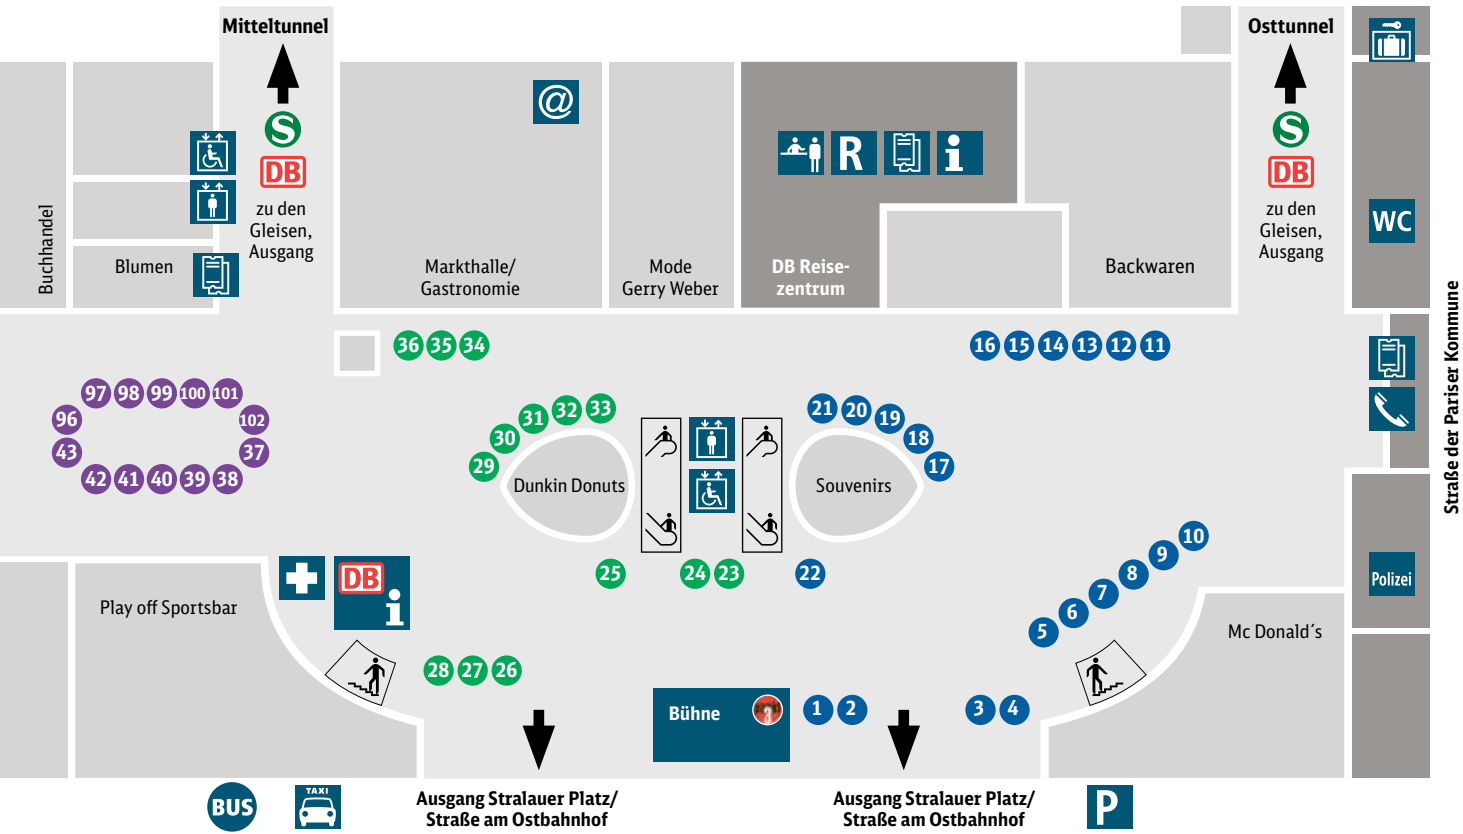 Mitteltunnel
S
DB
zu den
Gleisen,
Ausgang
Osttunnel
S
DB
zu den
Gleisen,
Ausgang
@
R
i
WC
Buchhandel
Blumen
Markthalle/
Gastronomie
Mode
Gerry Weber
DB Reise-
zentrum
Backwaren
Straße der Pariser Kommune
36 35 34
16 15 14 13 12 11
97 98 99 100 101
96 102
43 37
42 41 40 39 38
29 30 31 32 33
21 20 19 18 17
Dunkin Donuts
Souvenirs
25 24 23 22
10
9
8
7
6
5
Polizei
DB
i
Play off Sportsbar
Mc Donald´s
28 27 26
Bühne
1 2
3 4
BUS
TAXI
Ausgang Stralauer Platz/
Straße am Ostbahnhof
Ausgang Stralauer Platz/
Straße am Ostbahnhof
P